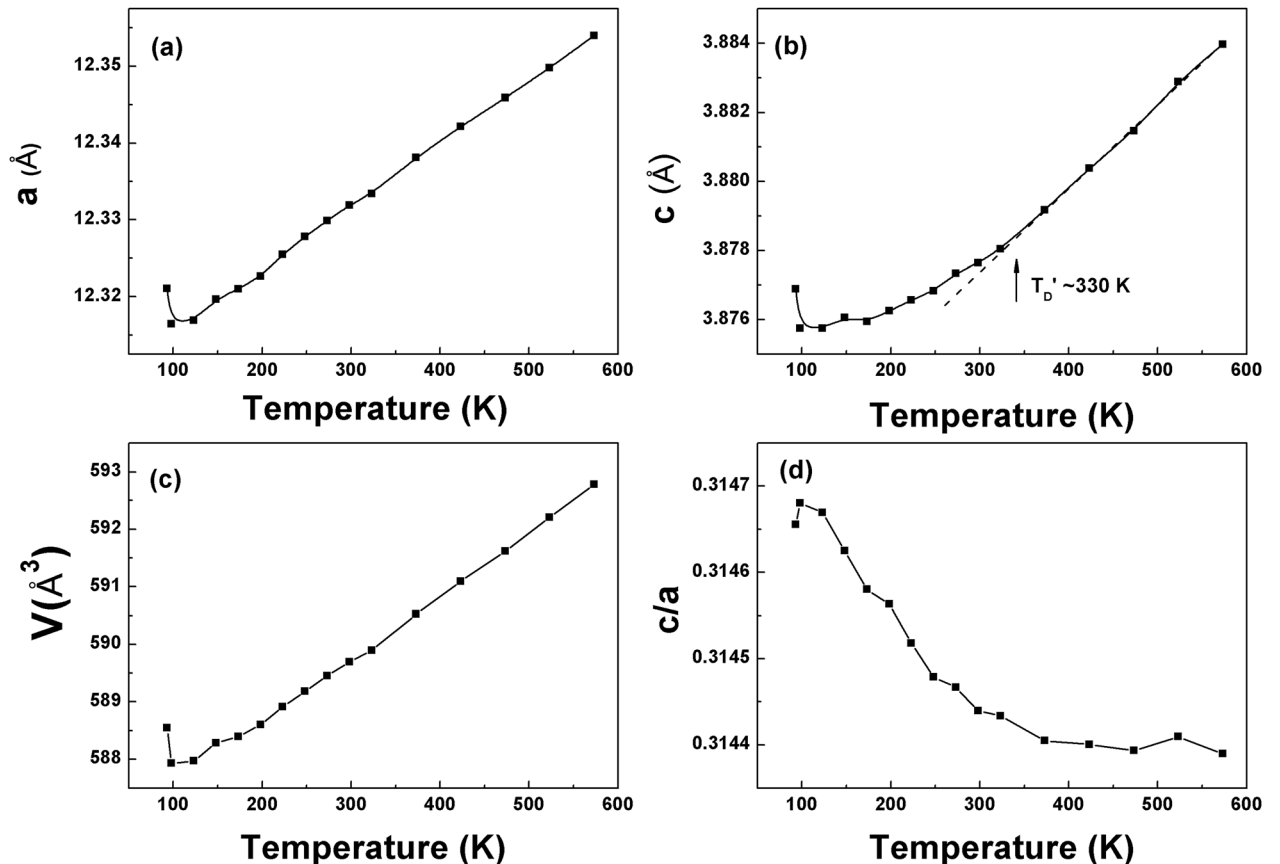 (a)
12.35
12.34
12.33
12.32
a (Å)
100 200 300 400 500 600
Temperature (K)
(b)
3.884
3.882
3.880
3.878
3.876
c (Å)
T_D' ~330 K
100 200 300 400 500 600
Temperature (K)
(c)
593
592
591
590
589
588
V(Å³)
100 200 300 400 500 600
Temperature (K)
(d)
0.3147
0.3146
0.3145
0.3144
c/a
100 200 300 400 500 600
Temperature (K)